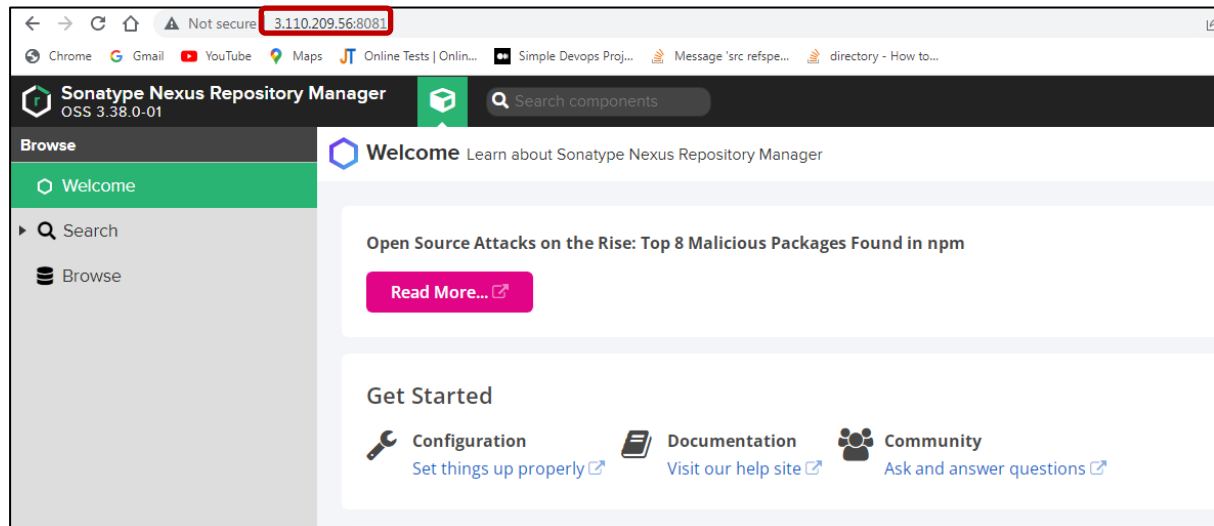 Not secure 3.110.209.56:8081
Chrome Gmail YouTube Maps Online Tests | Onlin... Simple Devops Proj... Message 'src refspe... directory - How to...
Sonatype Nexus Repository Manager
OSS 3.38.0-01
Search components
Browse
Welcome Learn about Sonatype Nexus Repository Manager
Welcome
Search
Browse
Open Source Attacks on the Rise: Top 8 Malicious Packages Found in npm
Read More...
Get Started
Configuration Documentation Community
Set things up properly Visit our help site Ask and answer questions